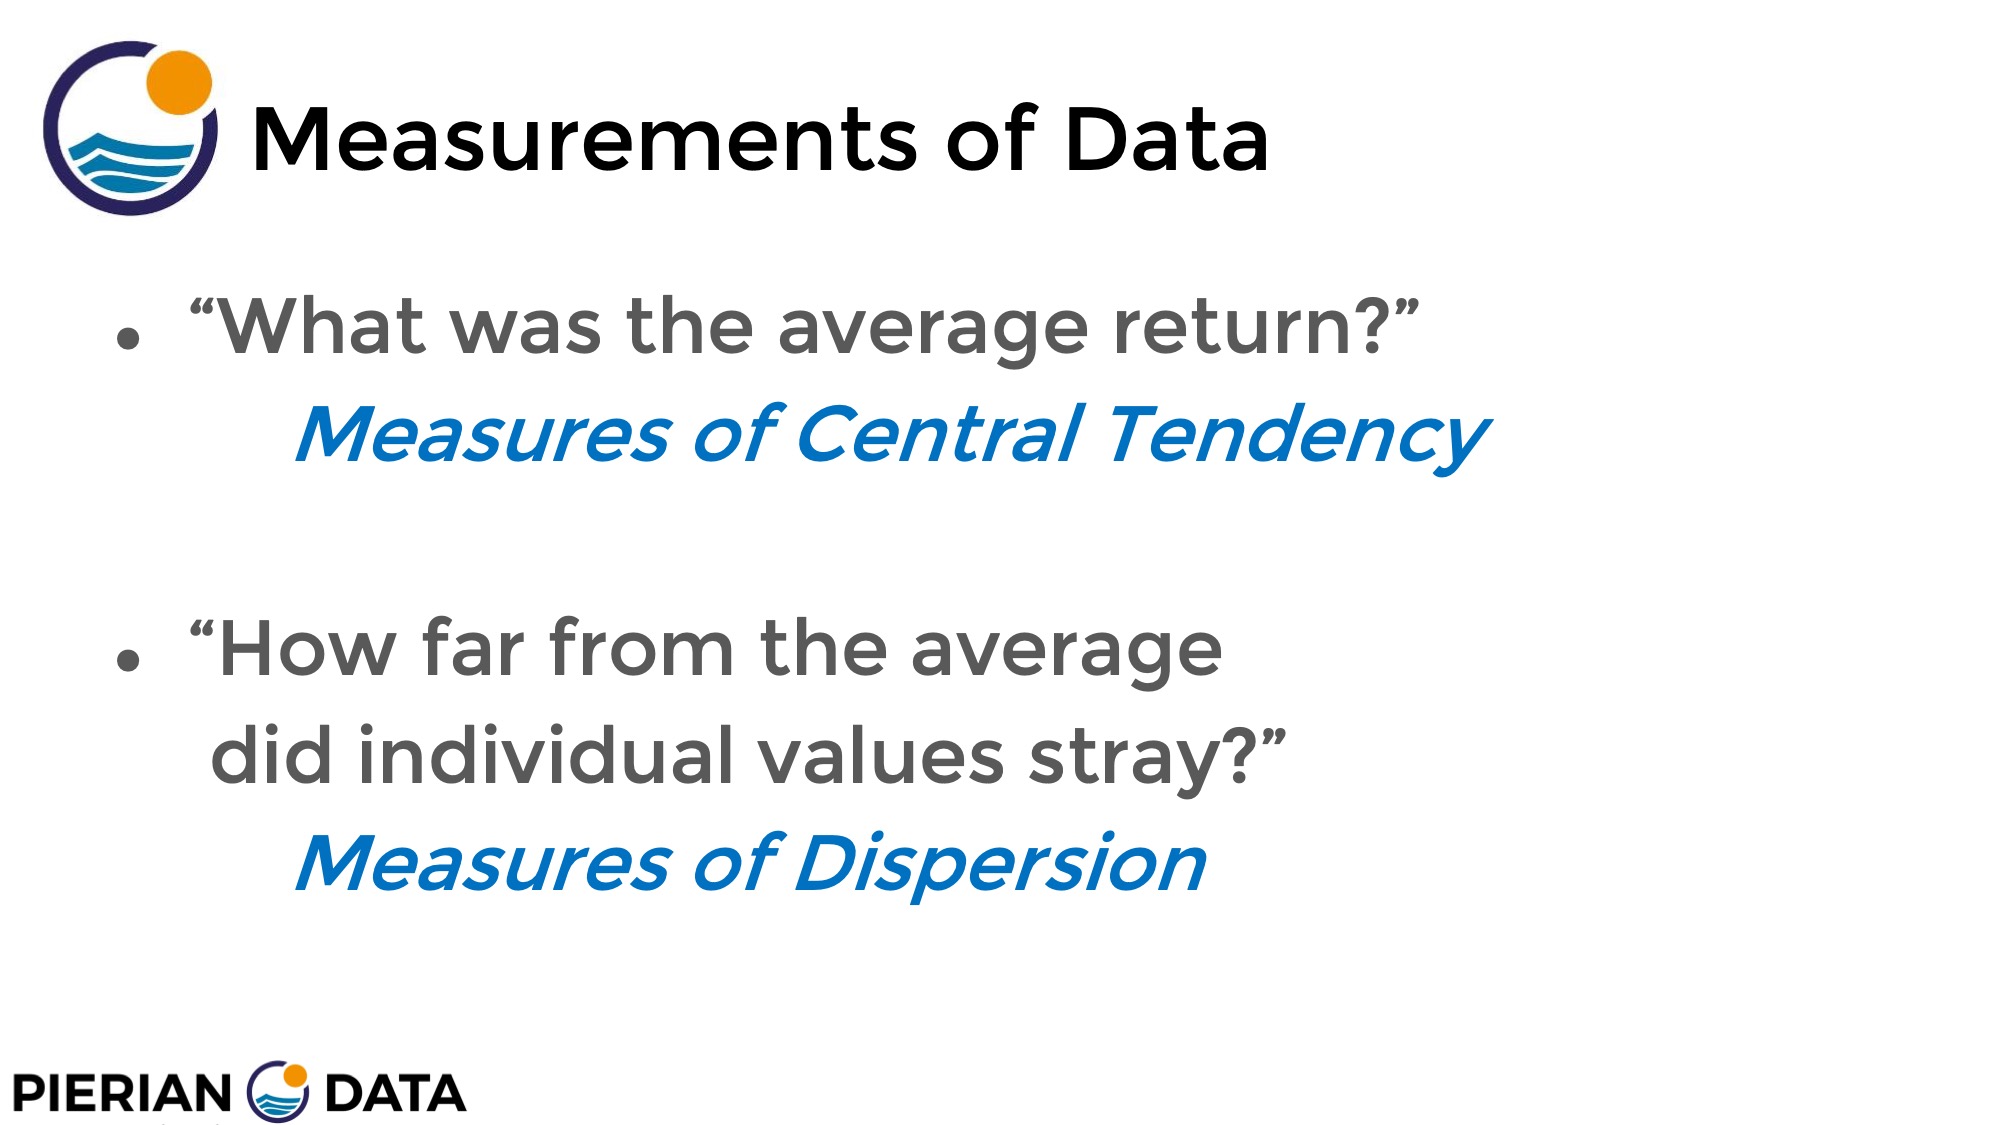 Measurements of Data
• “What was the average return?”
Measures of Central Tendency
• “How far from the average
did individual values stray?”
Measures of Dispersion
PIERIAN DATA